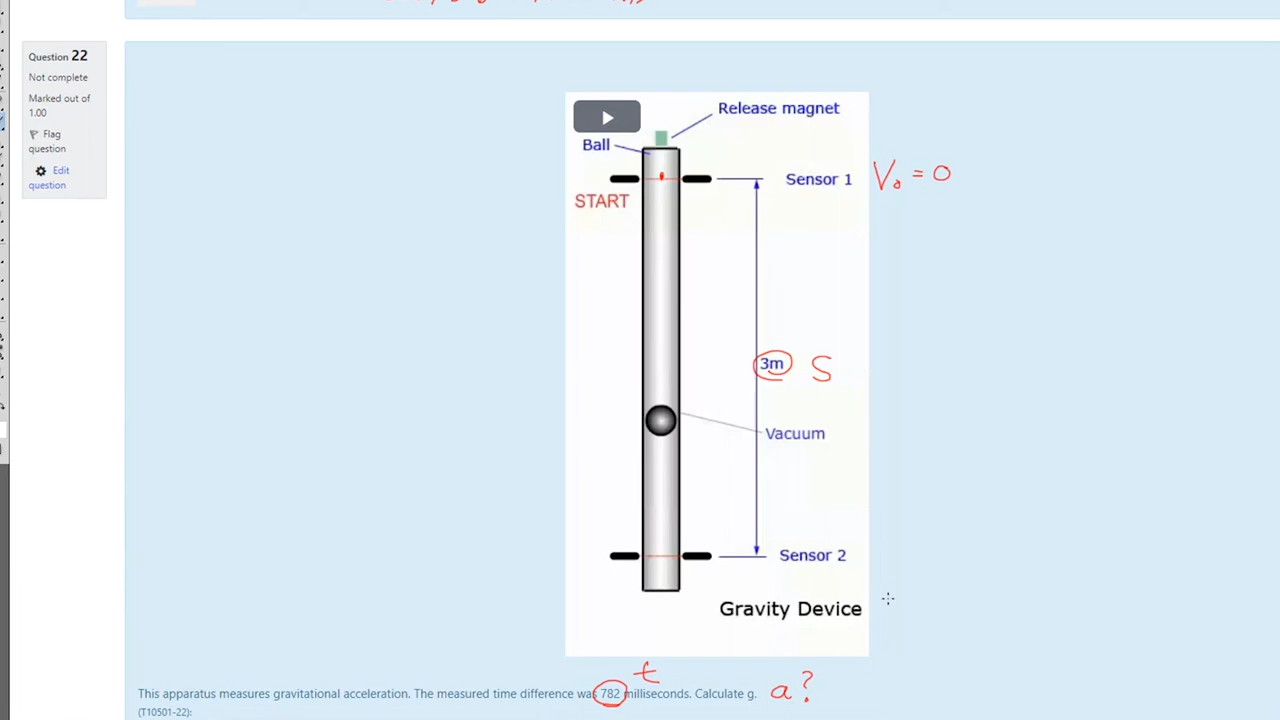 Question 22
Not complete
Marked out of
1.00
Flag
question
Edit
question
Release magnet
Ball
Sensor 1
V₀ = 0
START
3m
S
Vacuum
Sensor 2
Gravity Device
t
This apparatus measures gravitational acceleration. The measured time difference was 782 milliseconds. Calculate g.
a?
(T10501-22):